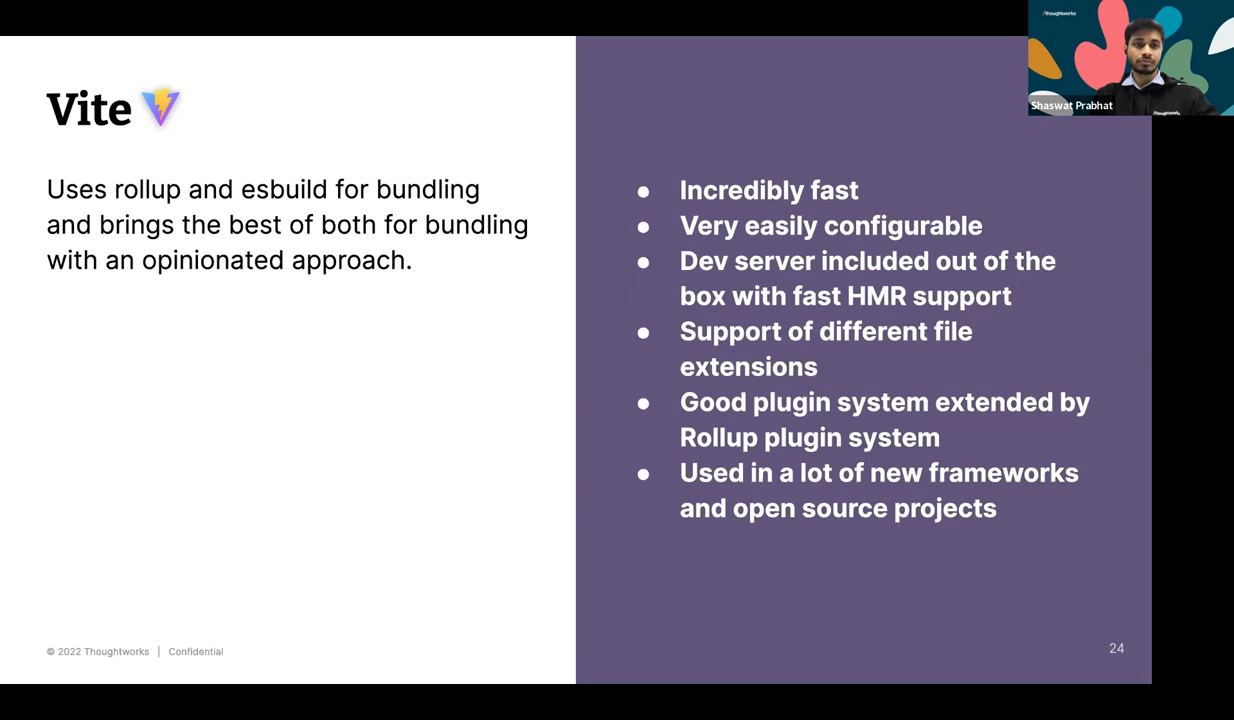 /thoughtworks
Shaswat Prabhat
/thoughtworks
Vite
Uses rollup and esbuild for bundling
and brings the best of both for bundling
with an opinionated approach.
● Incredibly fast
● Very easily configurable
● Dev server included out of the
box with fast HMR support
● Support of different file
extensions
● Good plugin system extended by
Rollup plugin system
● Used in a lot of new frameworks
and open source projects
© 2022 Thoughtworks | Confidential
24